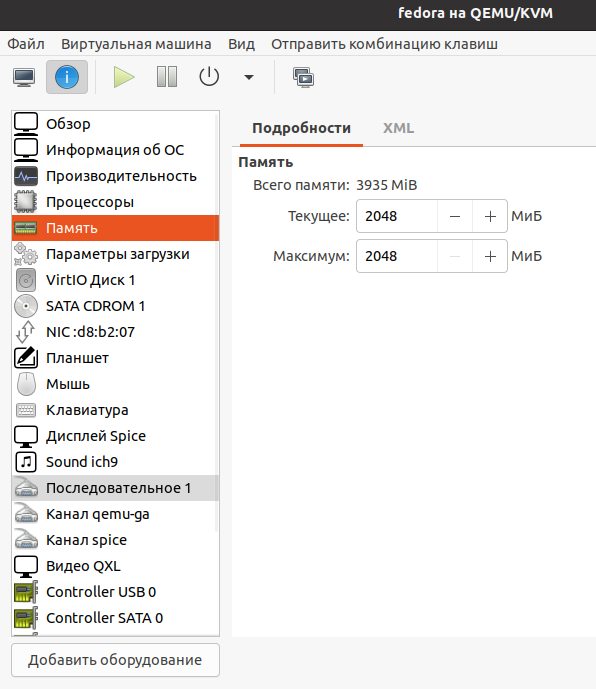 fedora на QEMU/KVM
Файл Виртуальная машина Вид Отправить комбинацию клавиш
Обзор
Информация об ОС
Производительность
Процессоры
Память
Параметры загрузки
VirtIO Диск 1
SATA CDROM 1
NIC :d8:b2:07
Планшет
Мышь
Клавиатура
Дисплей Spice
Sound ich9
Последовательное 1
Канал qemu-ga
Канал spice
Видео QXL
Controller USB 0
Controller SATA 0
Добавить оборудование
Подробности XML
Память
Всего памяти: 3935 MiB
Текущее: 2048 − + МиБ
Максимум: 2048 − + МиБ